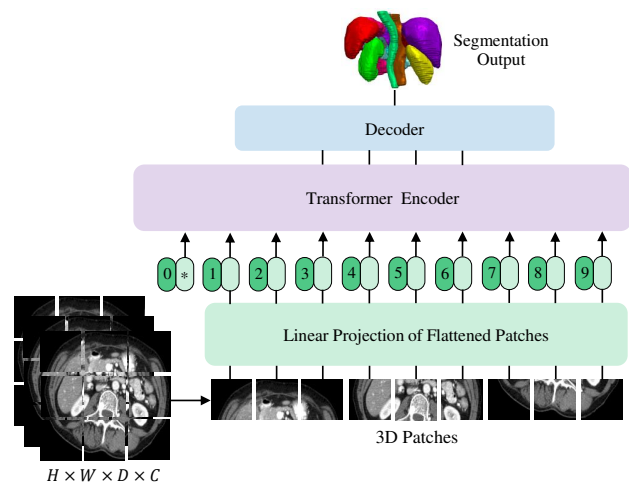 Segmentation
Output
Decoder
Transformer Encoder
0 * 1 2 3 4 5 6 7 8 9
Linear Projection of Flattened Patches
3D Patches
H × W × D × C